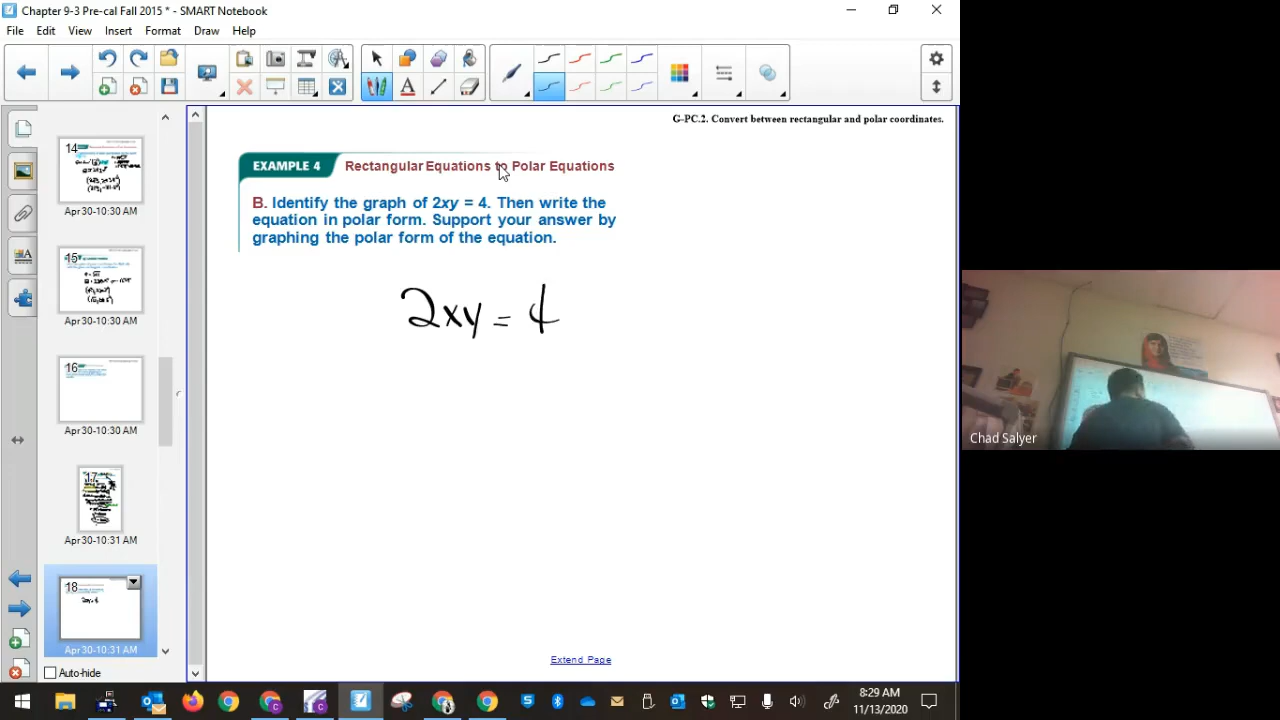 Chapter 9-3 Pre-cal Fall 2015 * - SMART Notebook
File Edit View Insert Format Draw Help
G-PC.2. Convert between rectangular and polar coordinates.
EXAMPLE 4 Rectangular Equations to Polar Equations
B. Identify the graph of 2xy = 4. Then write the
equation in polar form. Support your answer by
graphing the polar form of the equation.
2xy = 4
14
Apr 30-10:30 AM
15
Apr 30-10:30 AM
16
Apr 30-10:30 AM
17
Apr 30-10:31 AM
18
2xy=4
Apr 30-10:31 AM
Auto-hide
Extend Page
Chad Salyer
8:29 AM
11/13/2020